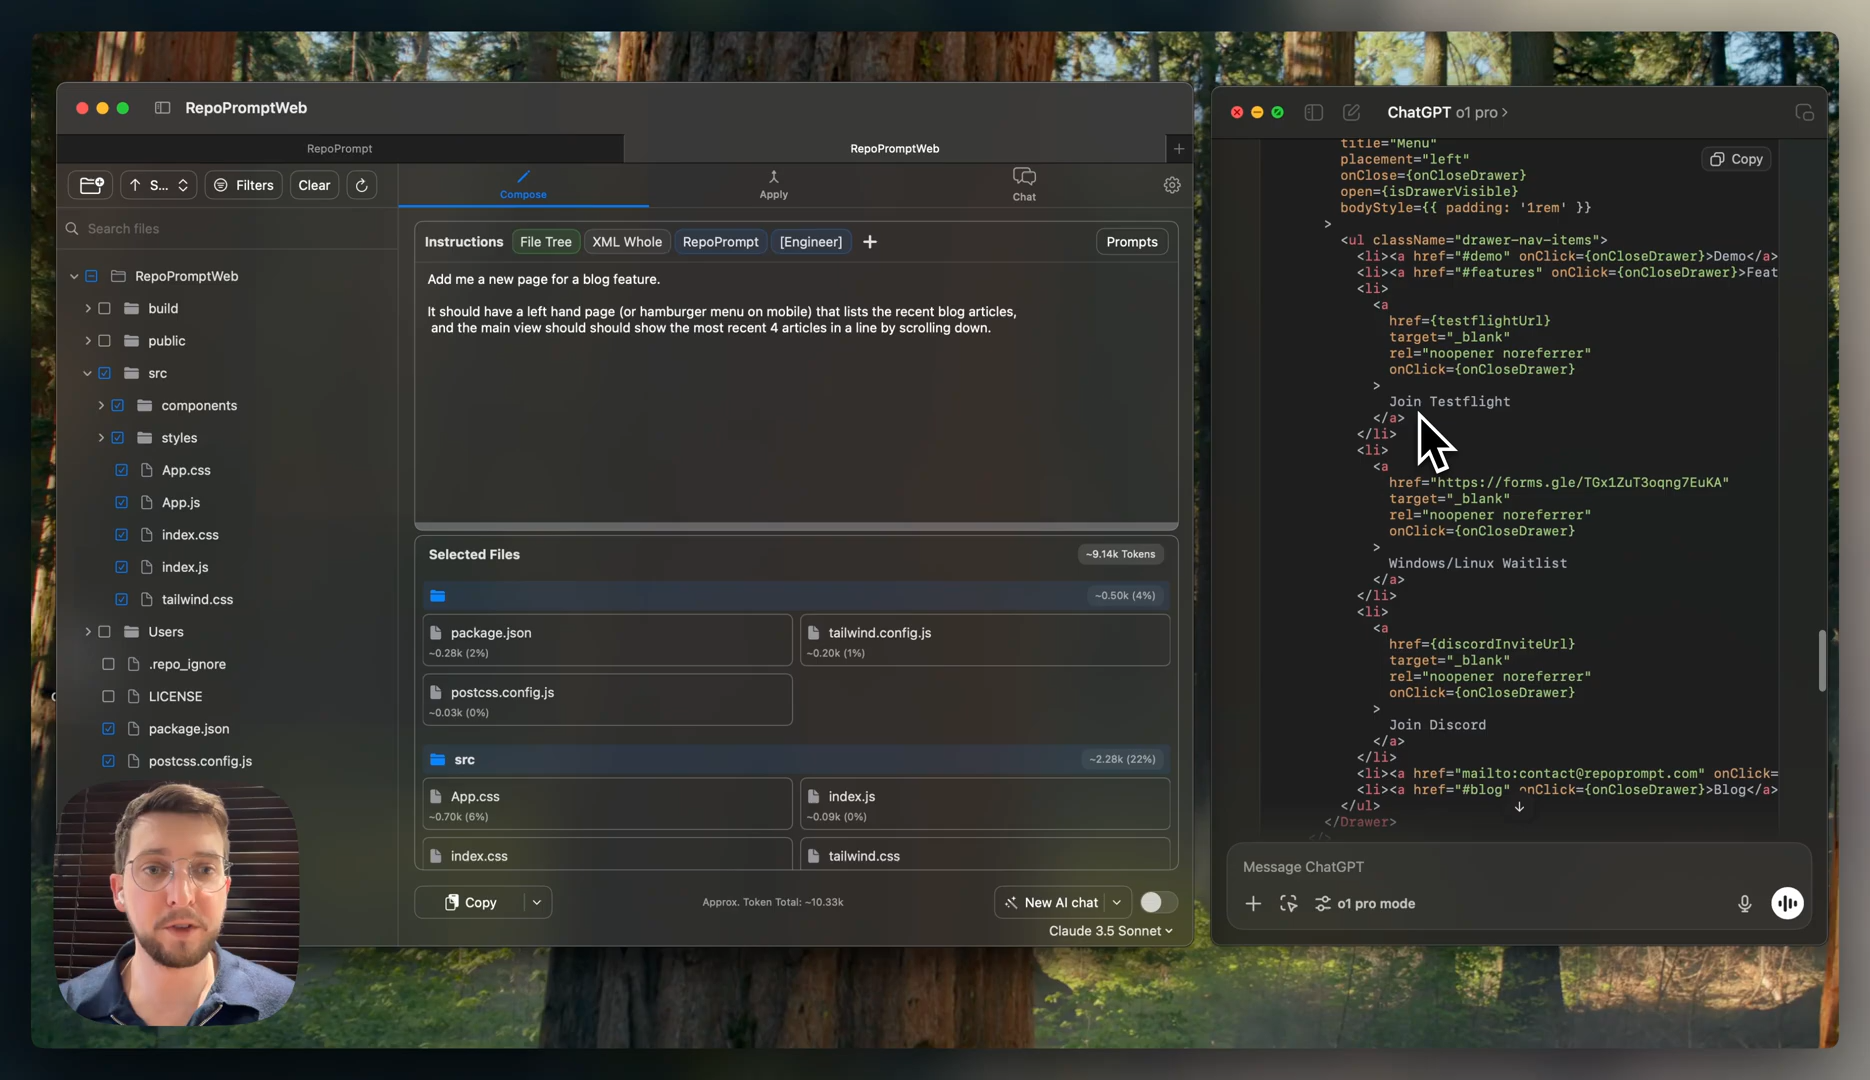 RepoPromptWeb
RepoPrompt
RepoPromptWeb
S...
Filters
Clear
Compose
Apply
Chat
Search files
RepoPromptWeb
build
public
src
components
styles
App.css
App.js
index.css
index.js
tailwind.css
Users
.repo_ignore
LICENSE
package.json
postcss.config.js
Instructions
File Tree
XML Whole
RepoPrompt
[Engineer]
Prompts
Add me a new page for a blog feature.
It should have a left hand page (or hamburger menu on mobile) that lists the recent blog articles,
and the main view should should show the most recent 4 articles in a line by scrolling down.
Selected Files
~9.14k Tokens
~0.50k (4%)
package.json
~0.28k (2%)
tailwind.config.js
~0.20k (1%)
postcss.config.js
~0.03k (0%)
src
~2.28k (22%)
App.css
~0.70k (6%)
index.js
~0.09k (0%)
index.css
tailwind.css
Copy
Approx. Token Total: ~10.33k
New AI chat
Claude 3.5 Sonnet
ChatGPT o1 pro >
Copy
title="Menu"
placement="left"
onClose={onCloseDrawer}
open={isDrawerVisible}
bodyStyle={{ padding: '1rem' }}
>
<ul className="drawer-nav-items">
<li><a href="#demo" onClick={onCloseDrawer}>Demo</a>
<li><a href="#features" onClick={onCloseDrawer}>Feat
<li>
<a
href={testflightUrl}
target="_blank"
rel="noopener noreferrer"
onClick={onCloseDrawer}
>
Join Testflight
</a>
</li>
<li>
<a
href="https://forms.gle/TGx1ZuT3oqng7EuKA"
target="_blank"
rel="noopener noreferrer"
onClick={onCloseDrawer}
>
Windows/Linux Waitlist
</a>
</li>
<li>
<a
href={discordInviteUrl}
target="_blank"
rel="noopener noreferrer"
onClick={onCloseDrawer}
>
Join Discord
</a>
</li>
<li><a href="mailto:contact@repoprompt.com" onClick=
<li><a href="#blog" onClick={onCloseDrawer}>Blog</a>
</ul>
</Drawer>
</>
Message ChatGPT
o1 pro mode